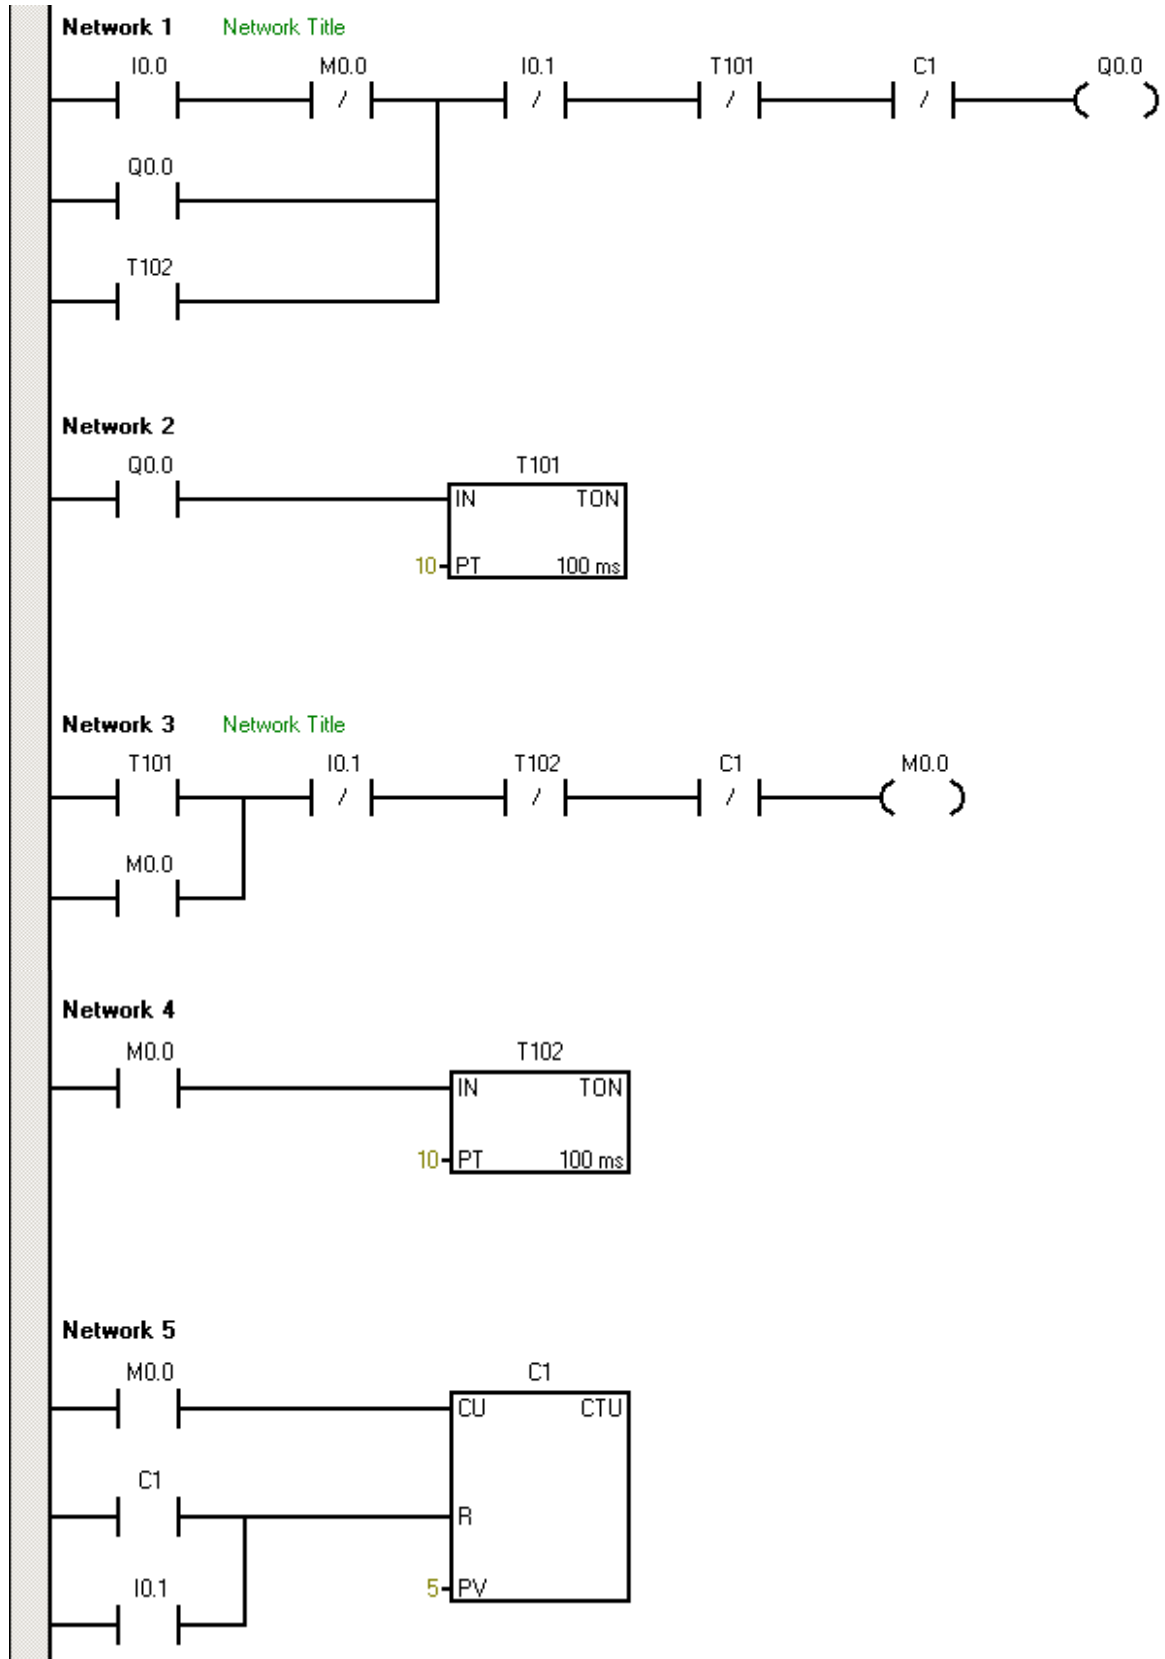 Network 1 Network Title
I0.0 M0.0 I0.1 T101 C1 Q0.0
/ / / /
Q0.0
T102
Network 2
Q0.0 T101
IN TON
10 PT 100 ms
Network 3 Network Title
T101 I0.1 T102 C1 M0.0
/ / /
M0.0
Network 4
M0.0 T102
IN TON
10 PT 100 ms
Network 5
M0.0 C1
CU CTU
C1
R
I0.1
5 PV